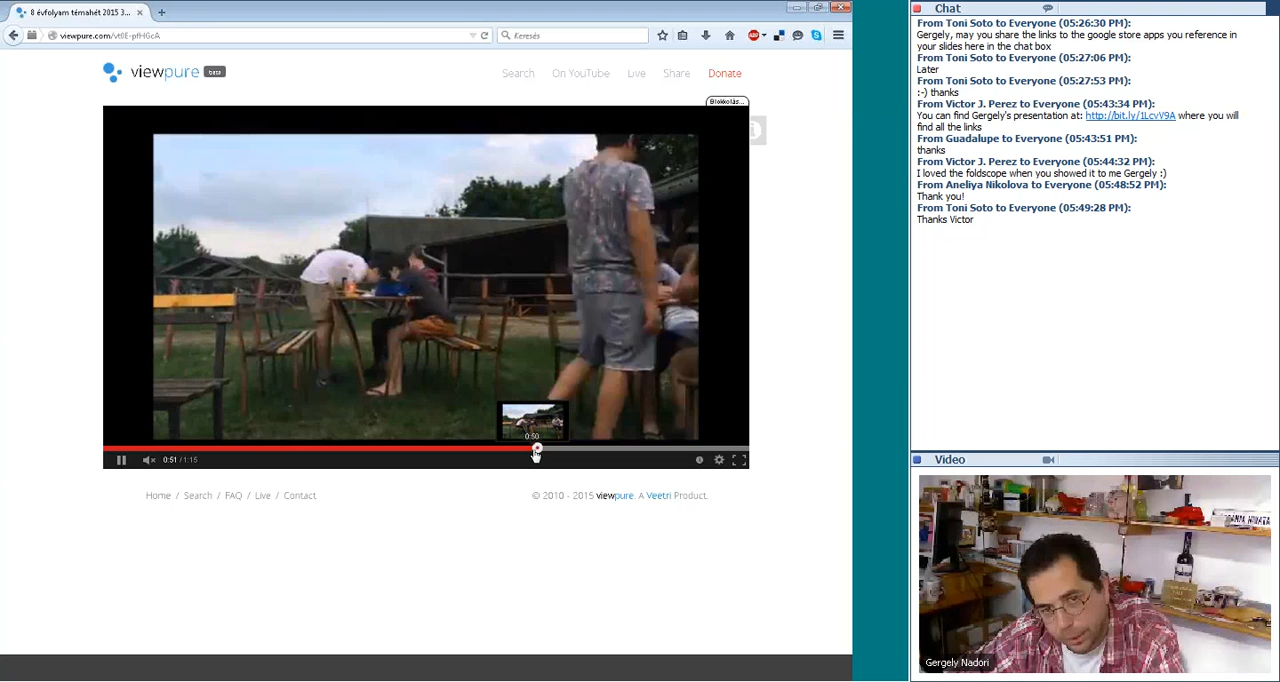 8 évfolyam témahét 2015 3...
viewpure.com/vt0E-pfHGcA
Keresés
viewpure beta
Search On YouTube Live Share Donate
Blokkolás...
0:50
0:51 / 1:15
Home / Search / FAQ / Live / Contact
© 2010 - 2015 viewpure. A Veetri Product.
Chat
From Toni Soto to Everyone (05:26:30 PM):
Gergely, may you share the links to the google store apps you reference in
your slides here in the chat box
From Toni Soto to Everyone (05:27:06 PM):
Later
From Toni Soto to Everyone (05:27:53 PM):
:-) thanks
From Victor J. Perez to Everyone (05:43:34 PM):
You can find Gergely's presentation at: http://bit.ly/1LcvV9A where you will
find all the links
From Guadalupe to Everyone (05:43:51 PM):
thanks
From Victor J. Perez to Everyone (05:44:32 PM):
I loved the foldscope when you showed it to me Gergely :)
From Aneliya Nikolova to Everyone (05:48:52 PM):
Thank you!
From Toni Soto to Everyone (05:49:28 PM):
Thanks Victor
Video
Gergely Nadori